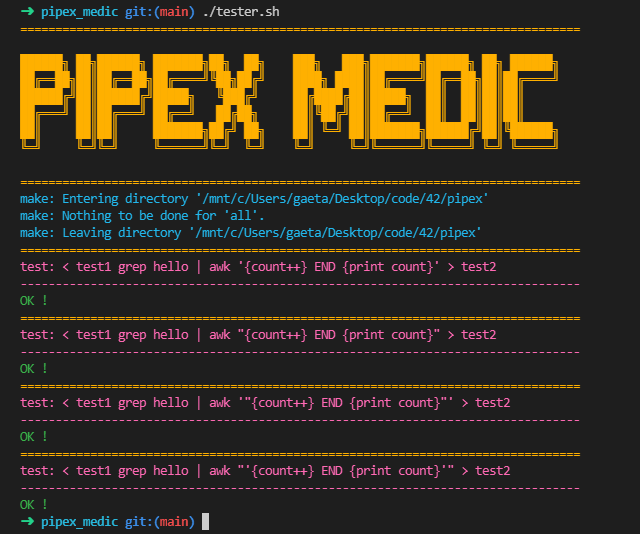 ➜ pipex_medic git:(main) ./tester.sh
================================================================================
PIPEX MEDIC
================================================================================
make: Entering directory '/mnt/c/Users/gaeta/Desktop/code/42/pipex'
make: Nothing to be done for 'all'.
make: Leaving directory '/mnt/c/Users/gaeta/Desktop/code/42/pipex'
================================================================================
test: < test1 grep hello | awk '{count++} END {print count}' > test2
--------------------------------------------------------------------------------
OK !
================================================================================
test: < test1 grep hello | awk "{count++} END {print count}" > test2
--------------------------------------------------------------------------------
OK !
================================================================================
test: < test1 grep hello | awk '"{count++} END {print count}"' > test2
--------------------------------------------------------------------------------
OK !
================================================================================
test: < test1 grep hello | awk "'{count++} END {print count}'" > test2
--------------------------------------------------------------------------------
OK !
➜ pipex_medic git:(main)